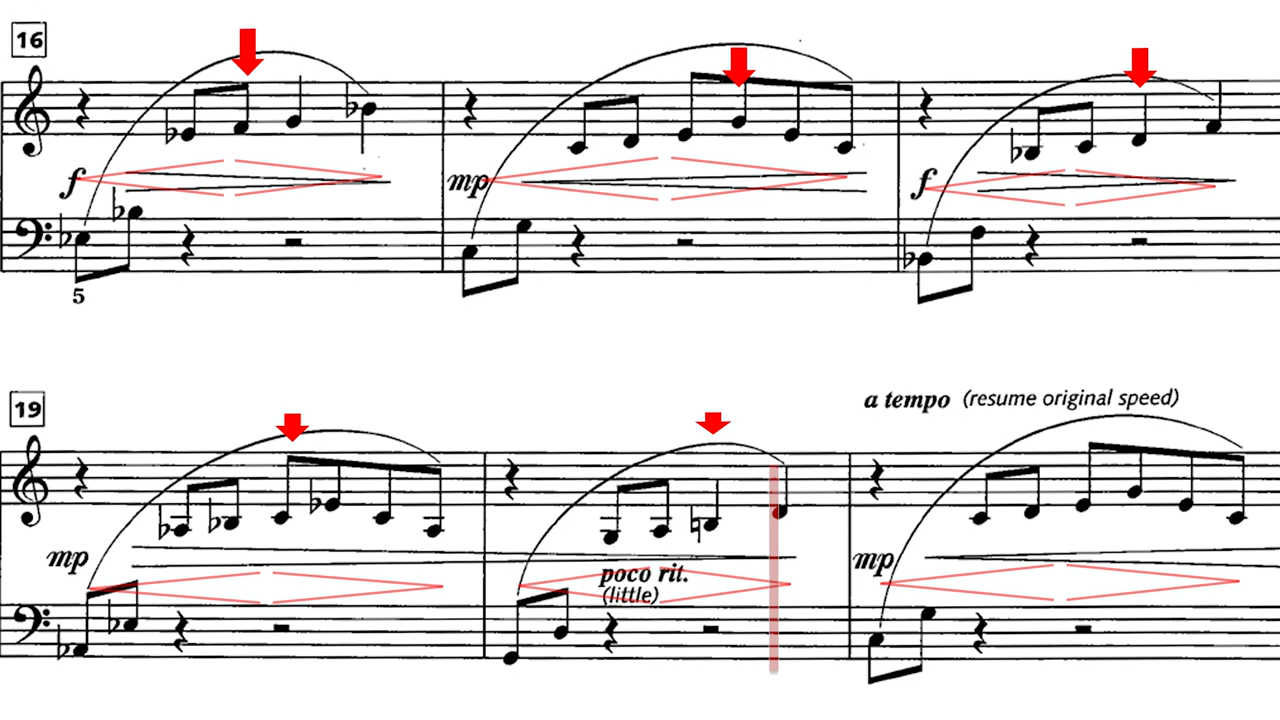 16
f
mp
f
5
19
a tempo (resume original speed)
mp
poco rit.
(little)
mp